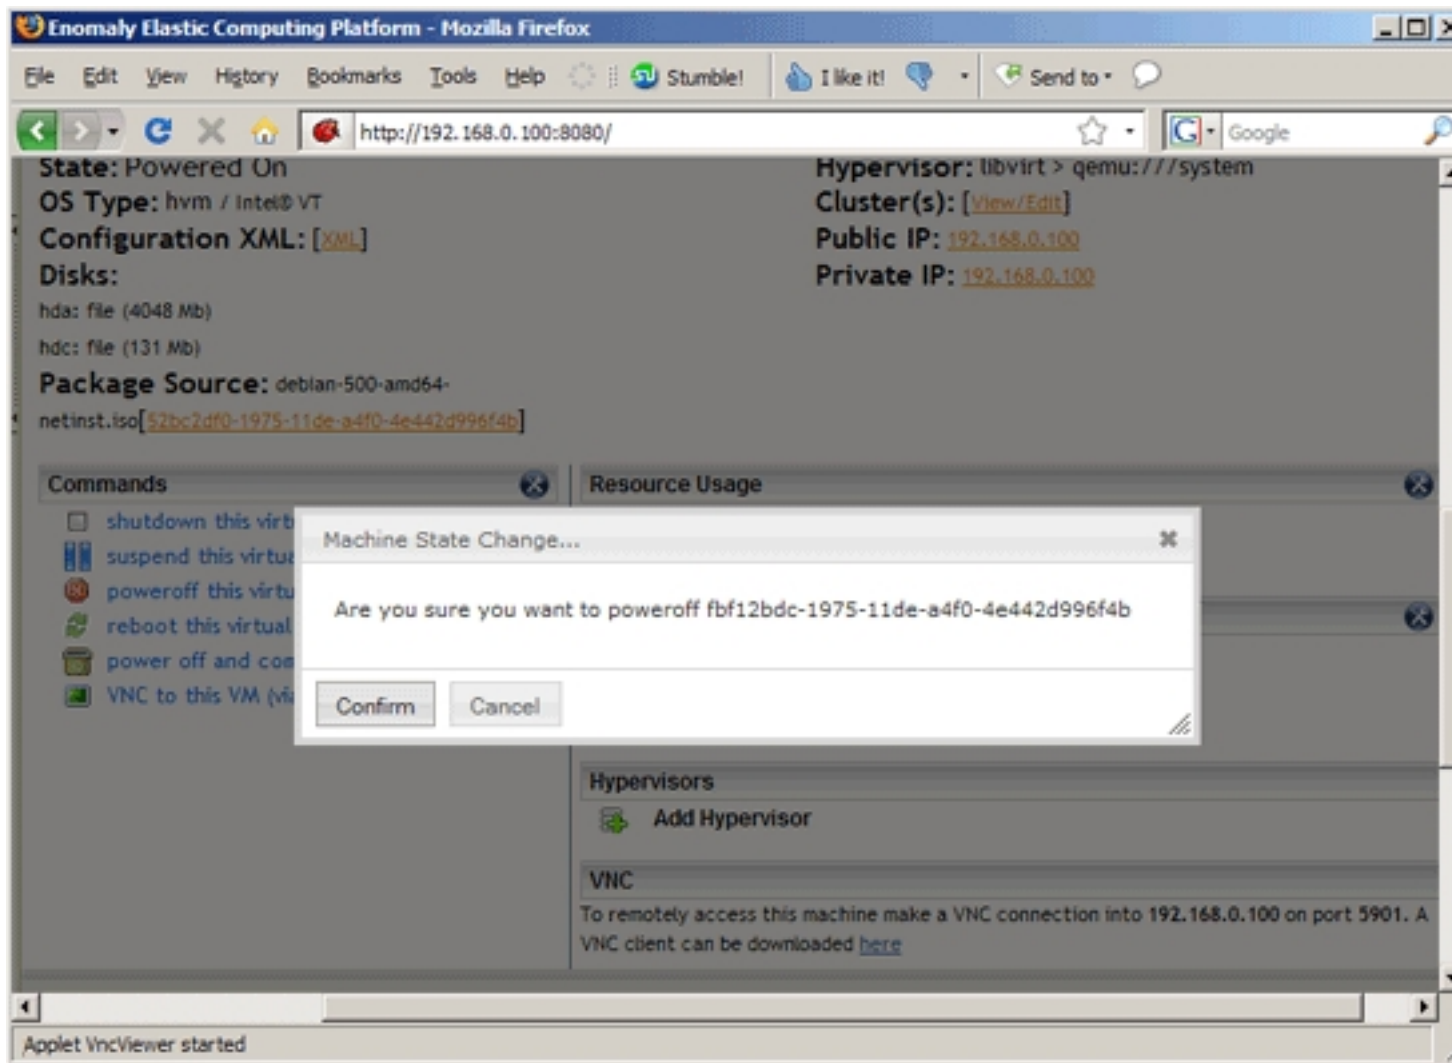 Enomaly Elastic Computing Platform - Mozilla Firefox
File Edit View History Bookmarks Tools Help Stumble! I like it! Send to
http://192.168.0.100:8080/ Google
State: Powered On
OS Type: hvm / Intel® VT
Configuration XML: [XML]
Disks:
hda: file (4048 Mb)
hdc: file (131 Mb)
Package Source: debian-500-amd64-
netinst.iso[52bc2df0-1975-11de-a4f0-4e442d996f4b]
Hypervisor: libvirt > qemu:///system
Cluster(s): [View/Edit]
Public IP: 192.168.0.100
Private IP: 192.168.0.100
Commands
shutdown this virt
suspend this virtua
poweroff this virtu
reboot this virtual
power off and com
VNC to this VM (via
Resource Usage
Machine State Change...
Are you sure you want to poweroff fbf12bdc-1975-11de-a4f0-4e442d996f4b
Confirm Cancel
Hypervisors
Add Hypervisor
VNC
To remotely access this machine make a VNC connection into 192.168.0.100 on port 5901. A
VNC client can be downloaded here
Applet VncViewer started